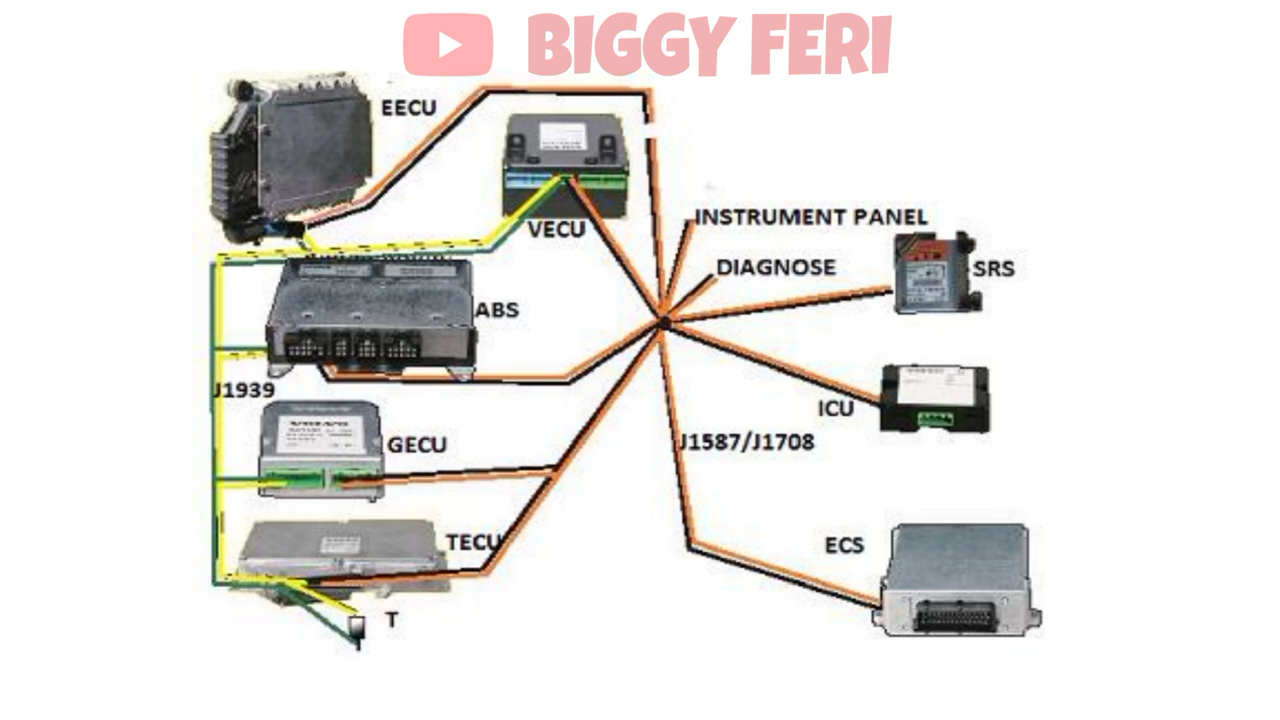 BIGGY FERI
EECU
VECU
INSTRUMENT PANEL
DIAGNOSE
SRS
ABS
J1939
ICU
GECU
J1587/J1708
TECU
ECS
T